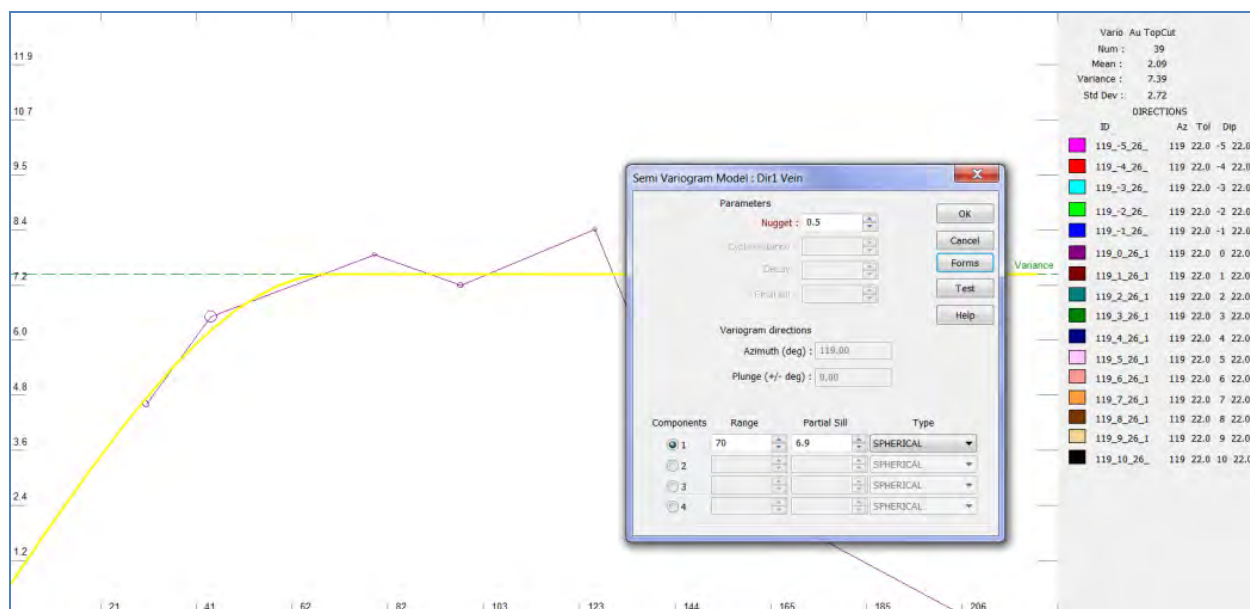 11.9
10.7
9.5
8.4
7.2
6.0
4.8
3.6
2.4
1.2
21 41 62 82 103 123 144 165 185 206
Variance
Semi Variogram Model : Dir1 Vein
Parameters
Nugget : 0.5
Decay :
Variogram directions
Azimuth (deg) : 119.00
Plunge (+/- deg) : 0.00
OK
Cancel
Forms
Test
Help
Components Range Partial Sill Type
1 70 6.9 SPHERICAL
2 SPHERICAL
3 SPHERICAL
4 SPHERICAL
Vario Au TopCut
Num : 39
Mean : 2.09
Variance : 7.39
Std Dev : 2.72
DIRECTIONS
ID Az Tol Dip
119_-5_26_ 119 22.0 -5 22.0
119_-4_26_ 119 22.0 -4 22.0
119_-3_26_ 119 22.0 -3 22.0
119_-2_26_ 119 22.0 -2 22.0
119_-1_26_ 119 22.0 -1 22.0
119_0_26_1 119 22.0 0 22.0
119_1_26_1 119 22.0 1 22.0
119_2_26_1 119 22.0 2 22.0
119_3_26_1 119 22.0 3 22.0
119_4_26_1 119 22.0 4 22.0
119_5_26_1 119 22.0 5 22.0
119_6_26_1 119 22.0 6 22.0
119_7_26_1 119 22.0 7 22.0
119_8_26_1 119 22.0 8 22.0
119_9_26_1 119 22.0 9 22.0
119_10_26_ 119 22.0 10 22.0